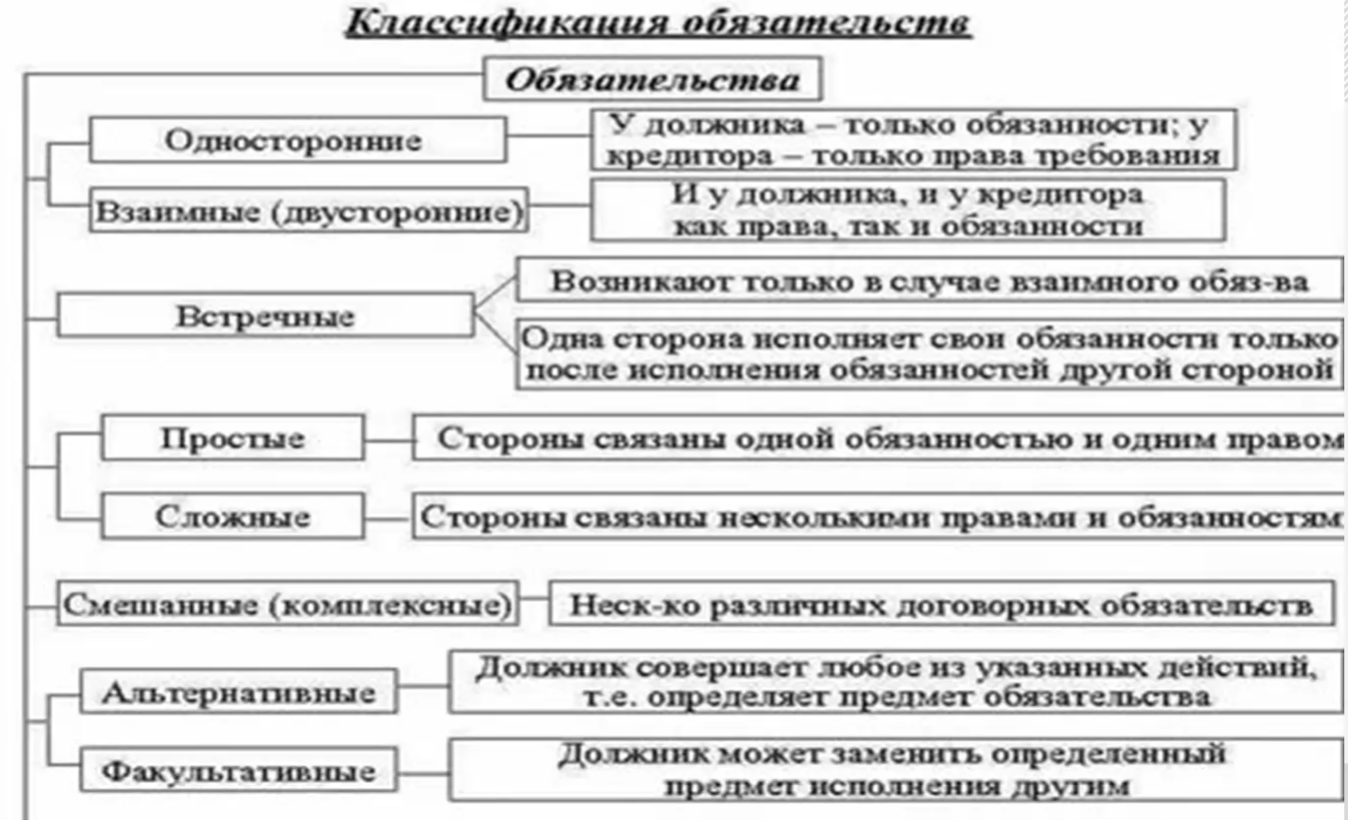 Классификация обязательств
Обязательства
Односторонние
У должника – только обязанности; у
кредитора – только права требования
Взаимные (двусторонние)
И у должника, и у кредитора
как права, так и обязанности
Встречные
Возникают только в случае взаимного обяз-ва
Одна сторона исполняет свои обязанности только
после исполнения обязанностей другой стороной
Простые
Стороны связаны одной обязанностью и одним правом
Сложные
Стороны связаны несколькими правами и обязанностям
Смешанные (комплексные)
Неск-ко различных договорных обязательств
Альтернативные
Должник совершает любое из указанных действий,
т.е. определяет предмет обязательства
Факультативные
Должник может заменить определенный
предмет исполнения другим